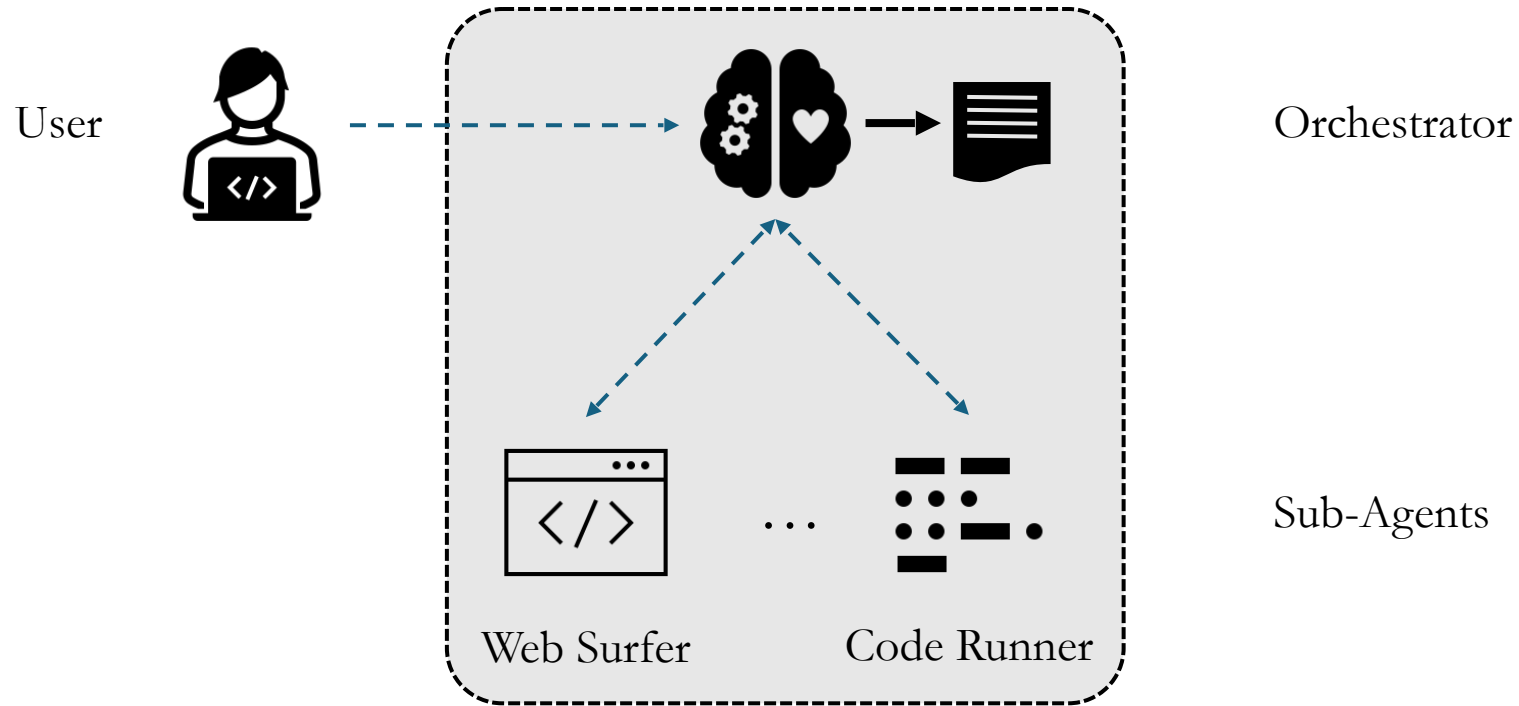 User
Orchestrator
</>
</>
...
Sub-Agents
Web Surfer
Code Runner